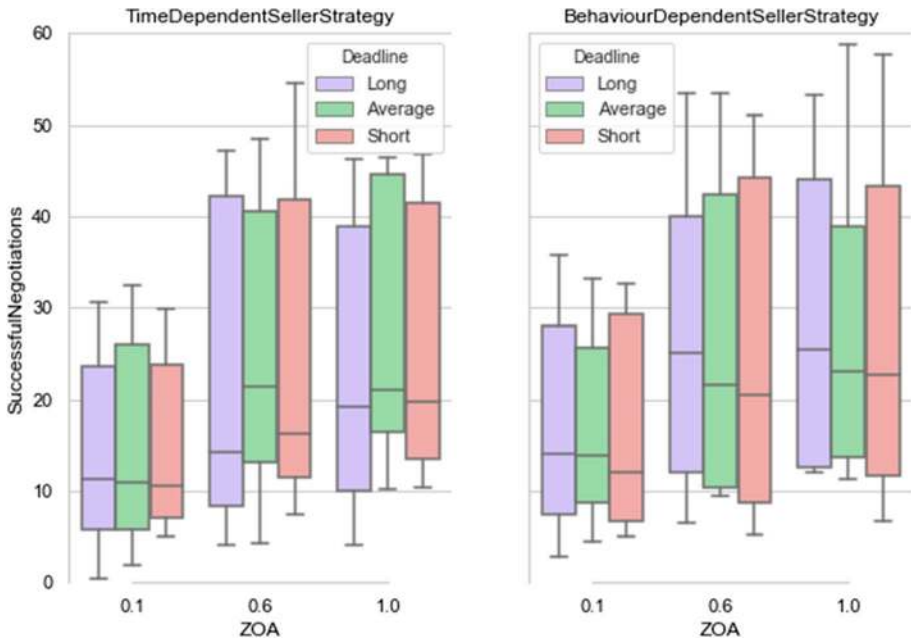 TimeDependentSellerStrategy
BehaviourDependentSellerStrategy
SuccessfulNegotiations
60
50
40
30
20
10
0
Deadline
Long
Average
Short
Deadline
Long
Average
Short
0.1 0.6 1.0
ZOA
0.1 0.6 1.0
ZOA